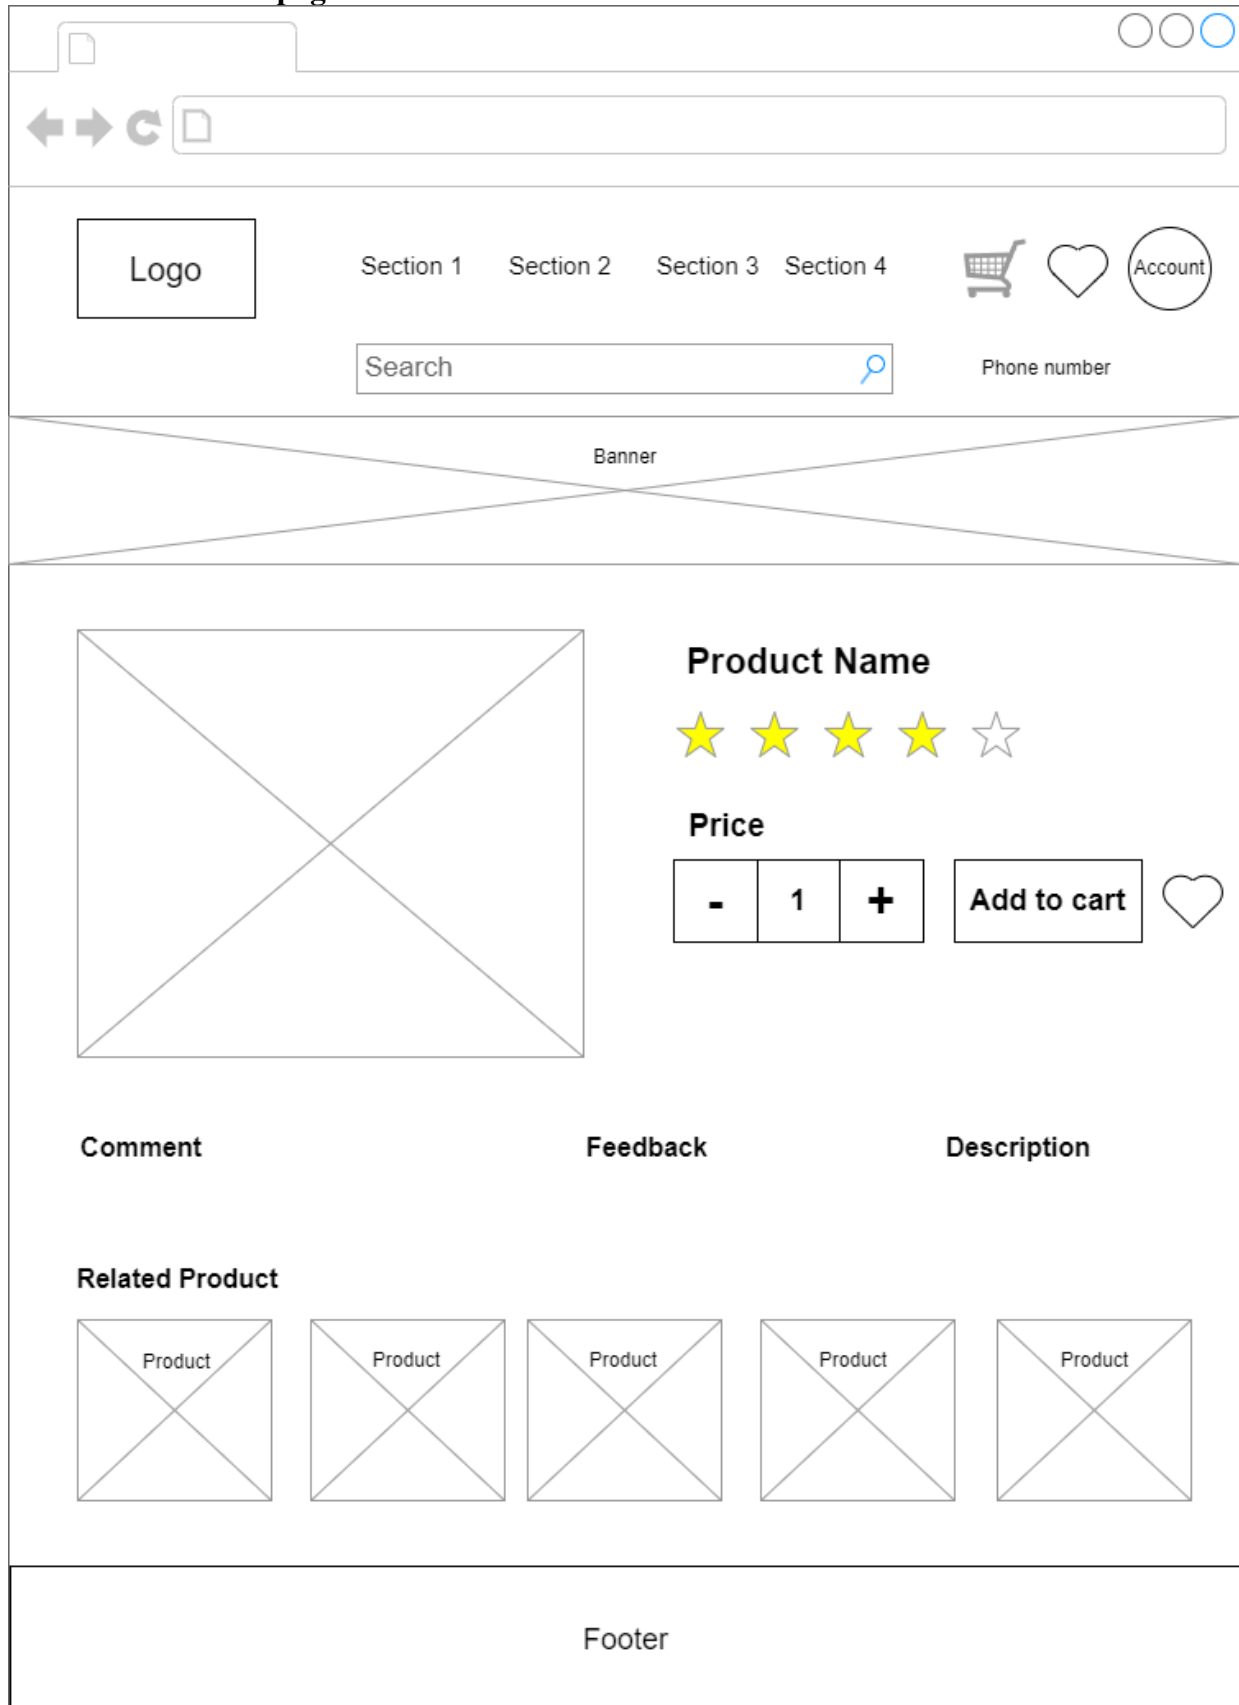 Logo
Section 1 Section 2 Section 3 Section 4
Account
Search
Phone number
Banner
Product Name
Price
- 1 + Add to cart
Comment Feedback Description
Related Product
Product Product Product Product Product
Footer